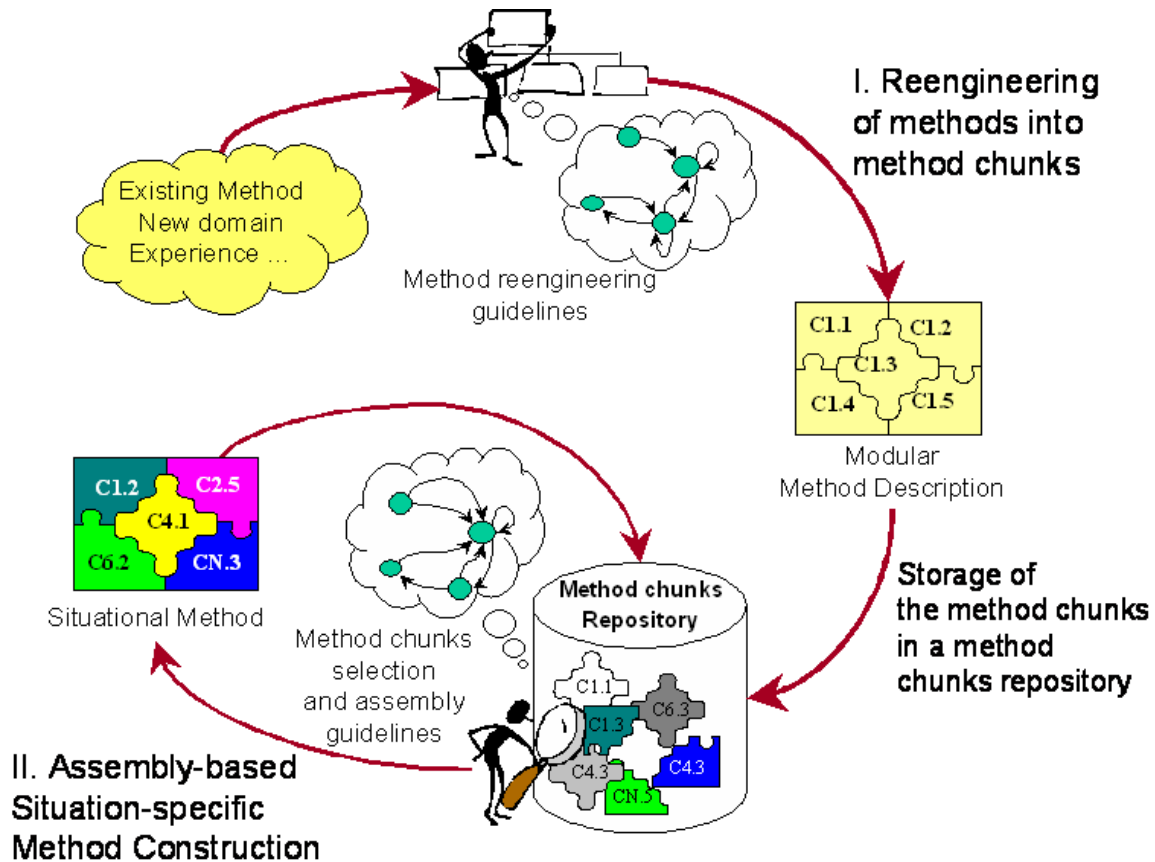 I. Reengineering
of methods into
method chunks
Existing Method
New domain
Experience ...
Method reengineering
guidelines
C1.1
C1.2
C1.3
C1.4
C1.5
Modular
Method Description
Storage of
the method chunks
in a method
chunks repository
Method chunks
Repository
C1.1
C1.3
C6.3
C4.3
C4.3
CN.5
Method chunks
selection
and assembly
guidelines
C1.2
C2.5
C4.1
C6.2
CN.3
Situational Method
II. Assembly-based
Situation-specific
Method Construction